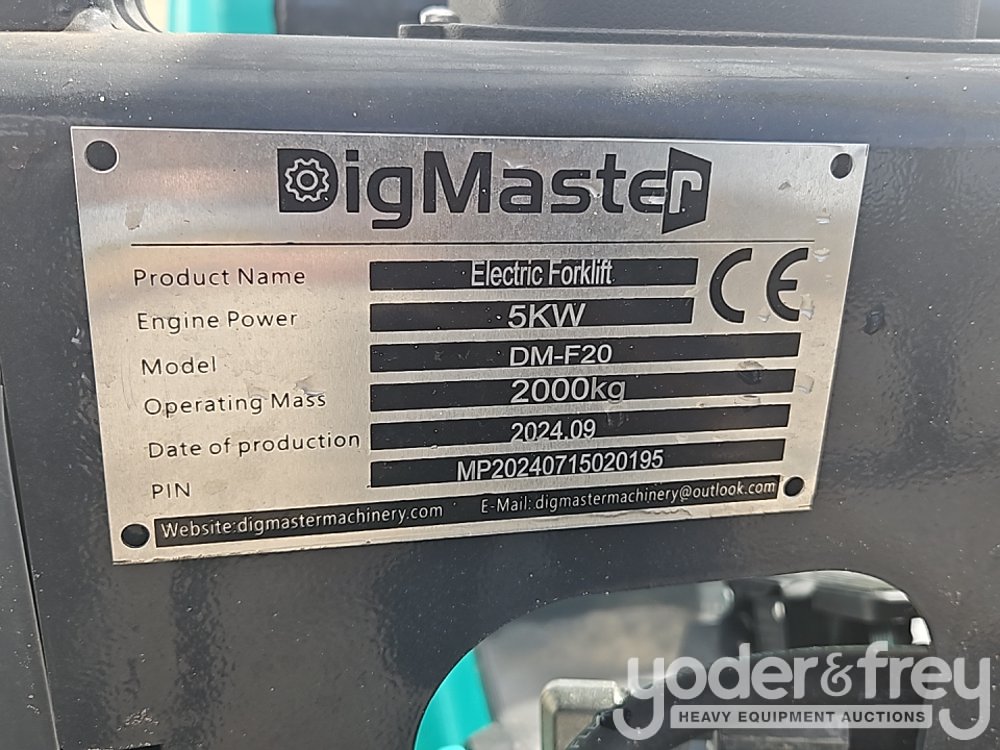 DigMaster
Product Name Electric Forklift
CE
Engine Power 5KW
Model DM-F20
Operating Mass 2000kg
Date of production 2024.09
PIN MP20240715020195
Website:digmastermachinery.com E-Mail: digmastermachinery@outlook.com
yoder&frey
HEAVY EQUIPMENT AUCTIONS